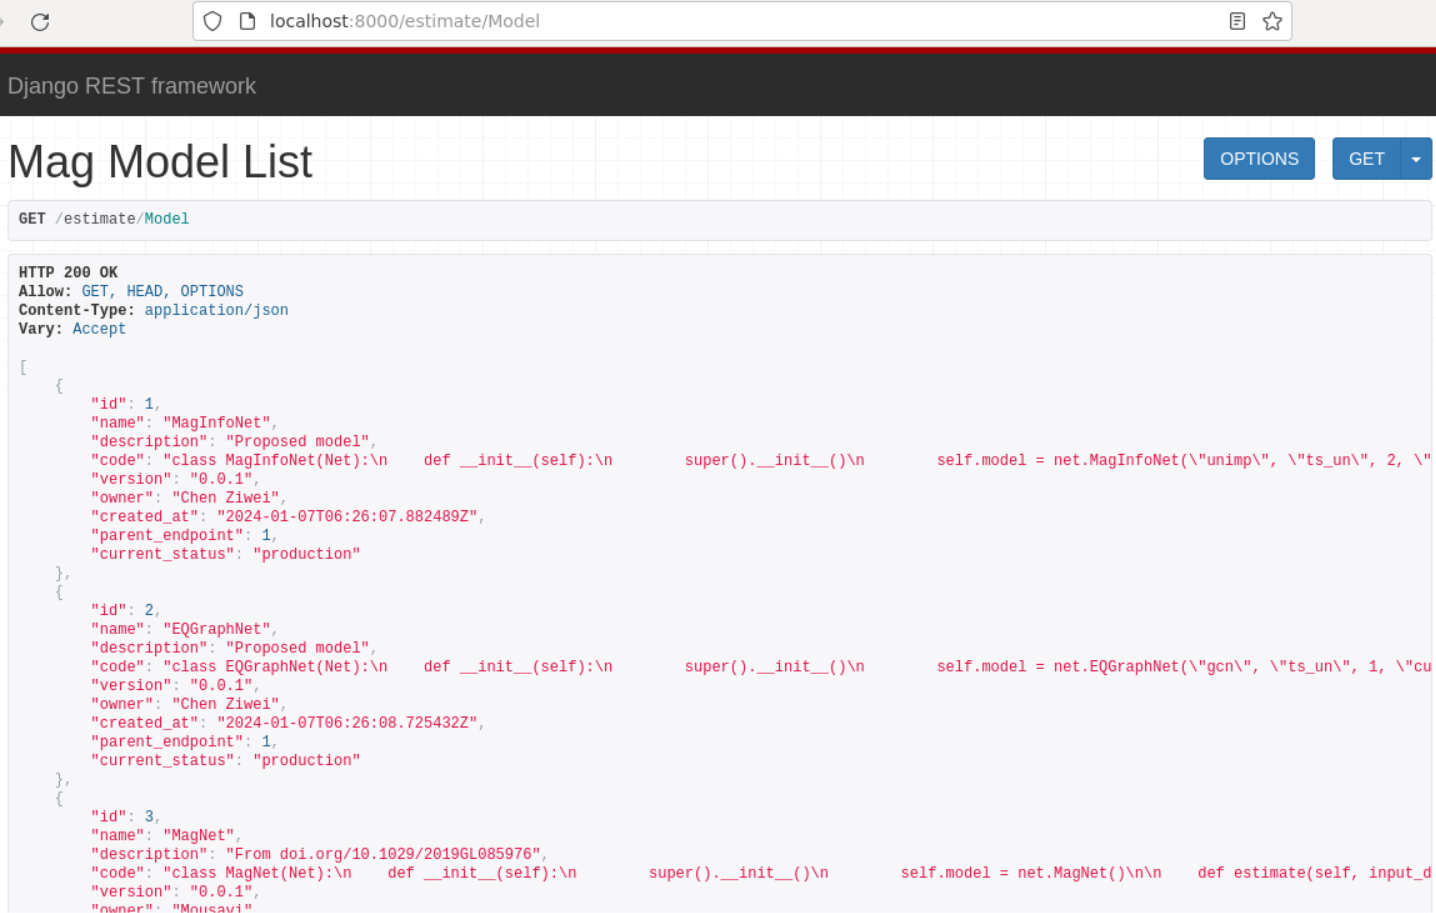 localhost:8000/estimate/Model
Django REST framework
Mag Model List
OPTIONS
GET
GET /estimate/Model
HTTP 200 OK
Allow: GET, HEAD, OPTIONS
Content-Type: application/json
Vary: Accept
[
    {
        "id": 1,
        "name": "MagInfoNet",
        "description": "Proposed model",
        "code": "class MagInfoNet(Net):\n    def __init__(self):\n        super().__init__()\n        self.model = net.MagInfoNet(\"unimp\", \"ts_un\", 2, \"
        "version": "0.0.1",
        "owner": "Chen Ziwei",
        "created_at": "2024-01-07T06:26:07.882489Z",
        "parent_endpoint": 1,
        "current_status": "production"
    },
    {
        "id": 2,
        "name": "EQGraphNet",
        "description": "Proposed model",
        "code": "class EQGraphNet(Net):\n    def __init__(self):\n        super().__init__()\n        self.model = net.EQGraphNet(\"gcn\", \"ts_un\", 1, \"cu
        "version": "0.0.1",
        "owner": "Chen Ziwei",
        "created_at": "2024-01-07T06:26:08.725432Z",
        "parent_endpoint": 1,
        "current_status": "production"
    },
    {
        "id": 3,
        "name": "MagNet",
        "description": "From doi.org/10.1029/2019GL085976",
        "code": "class MagNet(Net):\n    def __init__(self):\n        super().__init__()\n        self.model = net.MagNet()\n\n    def estimate(self, input_d
        "version": "0.0.1",
        "owner": "Mousavi"